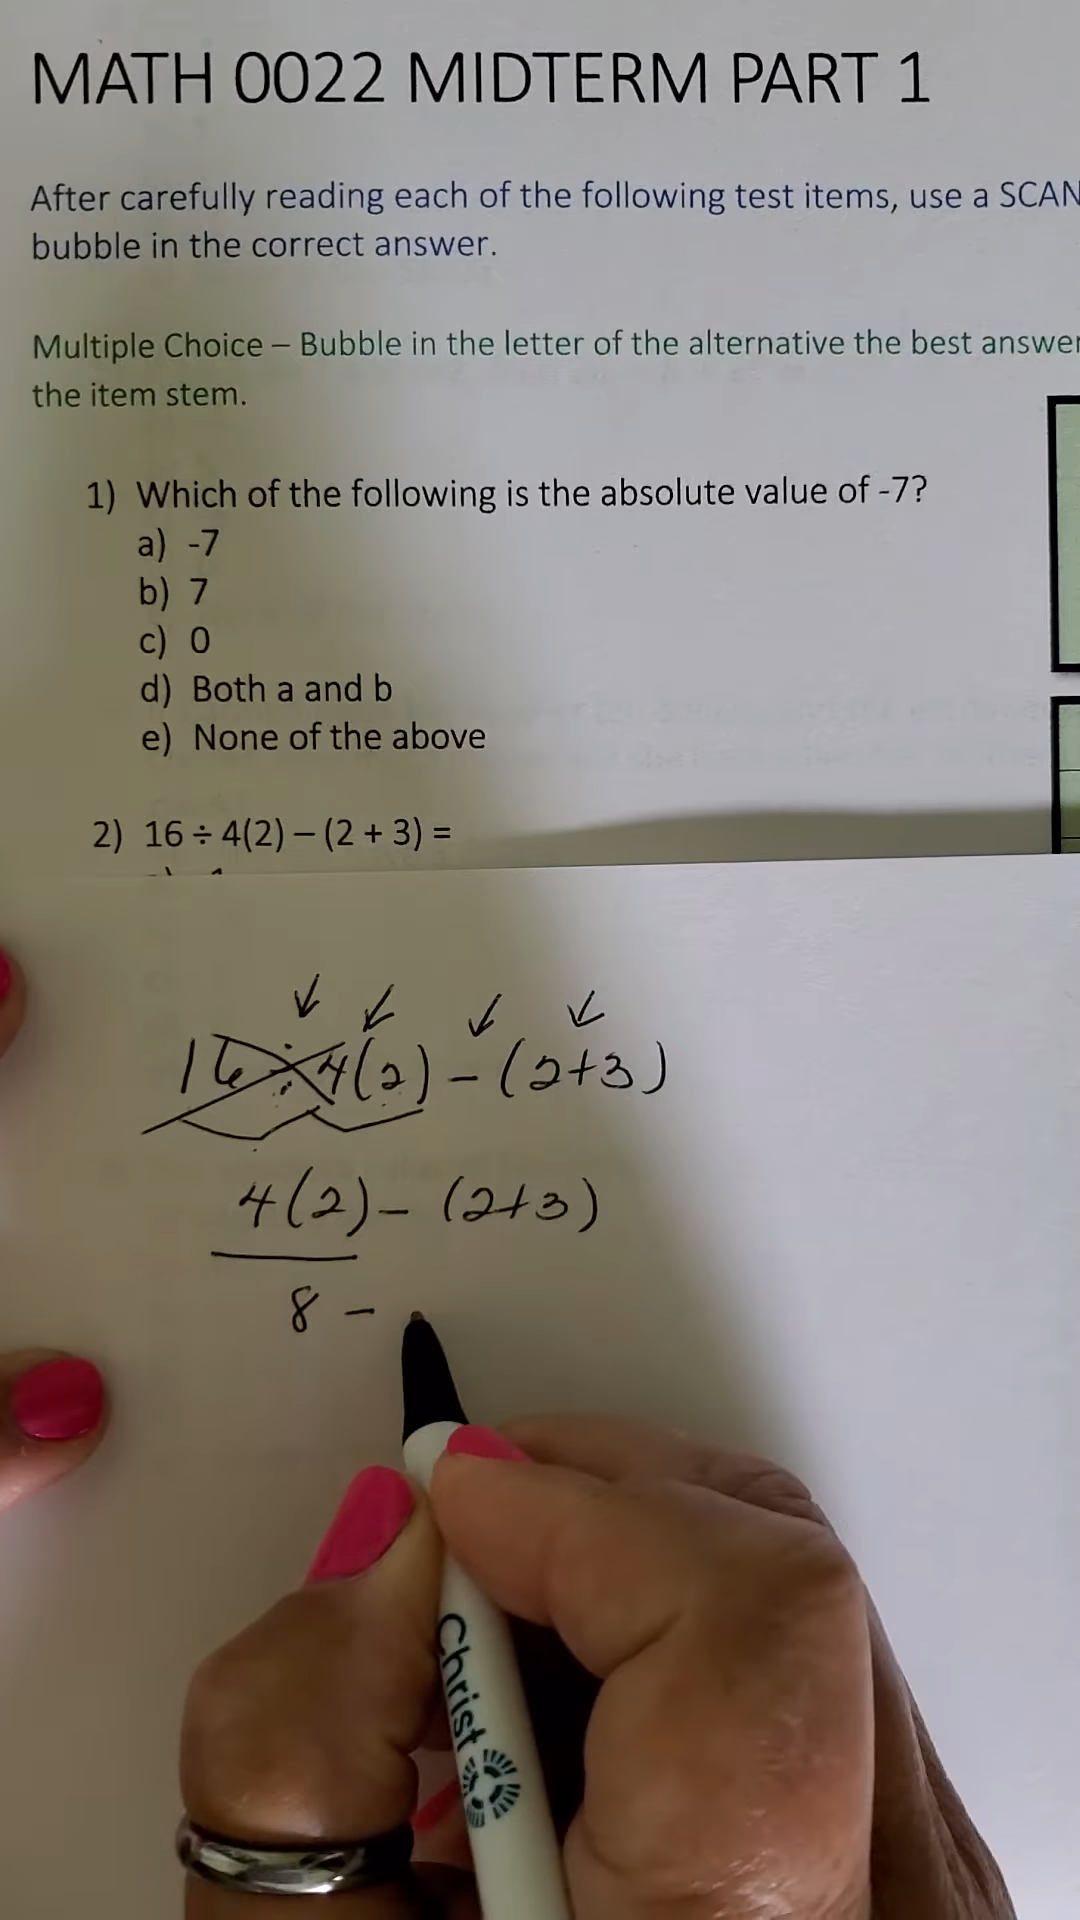 MATH 0022 MIDTERM PART 1
After carefully reading each of the following test items, use a SCAN
bubble in the correct answer.
Multiple Choice – Bubble in the letter of the alternative the best answer
the item stem.
1) Which of the following is the absolute value of -7?
a) -7
b) 7
c) 0
d) Both a and b
e) None of the above
2) 16 ÷ 4(2) – (2 + 3) =
16 ÷ 4(2) – (2+3)
4(2) – (2+3)
8 –
Christ